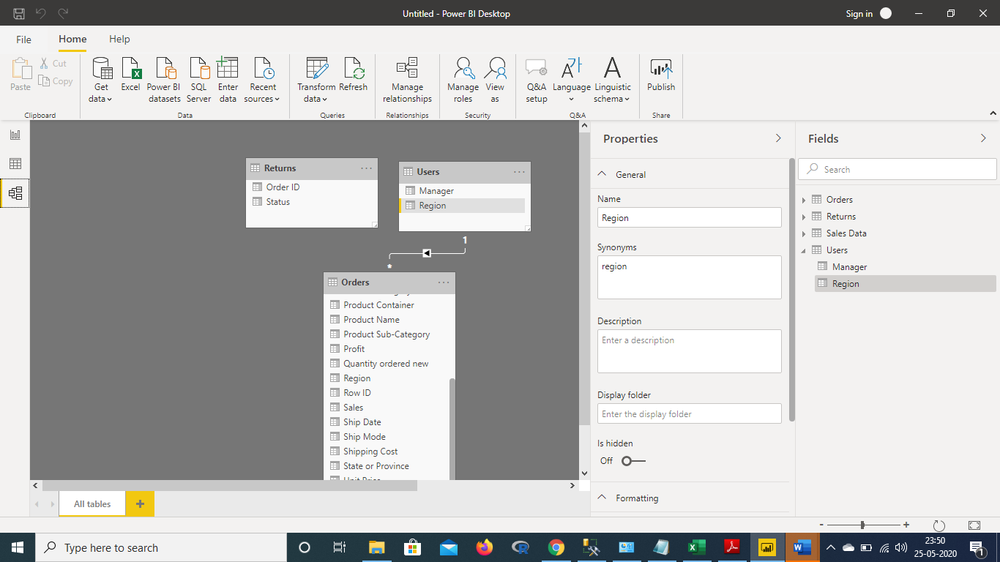 Untitled - Power BI Desktop
Sign in
File
Home
Help
Paste
Cut
Copy
Clipboard
Get data
Excel
Power BI datasets
SQL Server
Enter data
Recent sources
Data
Transform data
Refresh
Queries
Manage relationships
Relationships
Manage roles
View as
Security
Q&A setup
Language
Linguistic schema
Q&A
Publish
Share
Returns
Order ID
Status
Users
Manager
Region
1
*
Orders
Product Container
Product Name
Product Sub-Category
Profit
Quantity ordered new
Region
Row ID
Sales
Ship Date
Ship Mode
Shipping Cost
State or Province
Unit Price
All tables
Properties
General
Name
Region
Synonyms
region
Description
Enter a description
Display folder
Enter the display folder
Is hidden
Off
Formatting
Fields
Search
Orders
Returns
Sales Data
Users
Manager
Region
Type here to search
23:50
25-05-2020
1